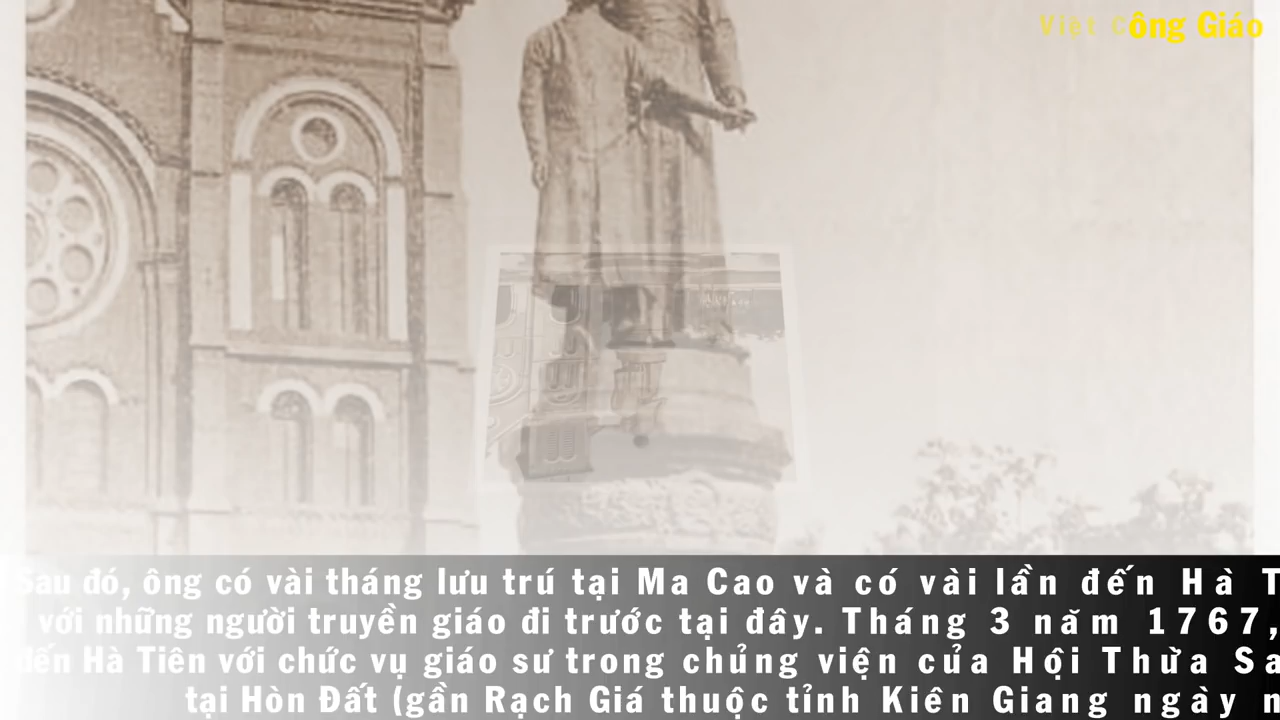 Việt Công Giáo
Sau đó, ông có vài tháng lưu trú tại Ma Cao và có vài lần đến Hà T
với những người truyền giáo đi trước tại đây. Tháng 3 năm 1767,
đến Hà Tiên với chức vụ giáo sư trong chủng viện của Hội Thừa Sa
tại Hòn Đất (gần Rạch Giá thuộc tỉnh Kiên Giang ngày n